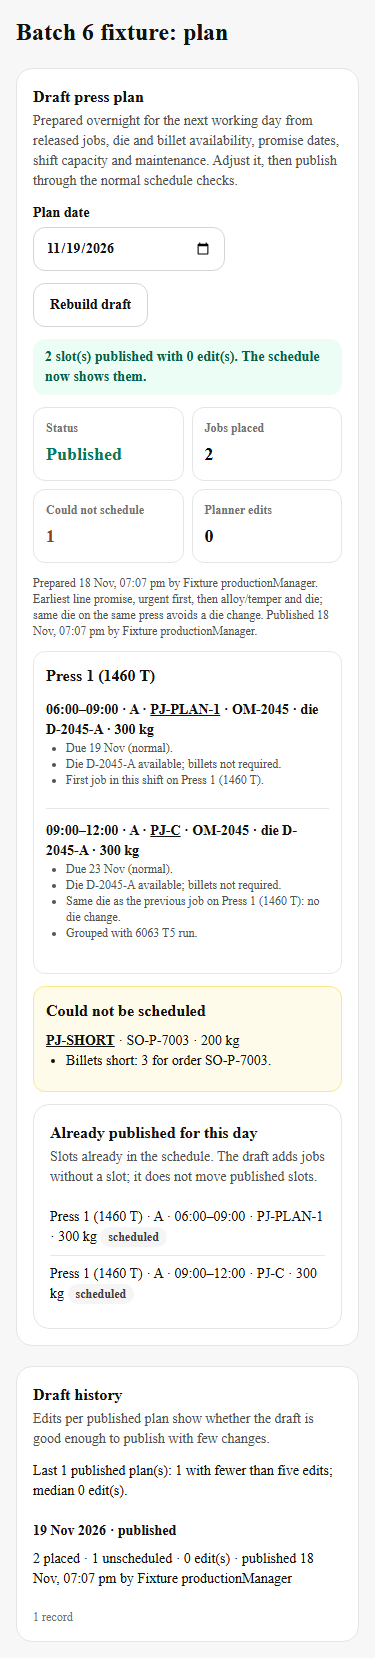 Batch 6 fixture: plan
Draft press plan
Prepared overnight for the next working day from
released jobs, die and billet availability, promise dates,
shift capacity and maintenance. Adjust it, then publish
through the normal schedule checks.
Plan date
11/19/2026
Rebuild draft
2 slot(s) published with 0 edit(s). The schedule
now shows them.
Status
Published
Jobs placed
2
Could not schedule
1
Planner edits
0
Prepared 18 Nov, 07:07 pm by Fixture productionManager.
Earliest line promise, urgent first, then alloy/temper and die;
same die on the same press avoids a die change. Published 18
Nov, 07:07 pm by Fixture productionManager.
Press 1 (1460 T)
06:00–09:00 · A · PJ-PLAN-1 · OM-2045 · die
D-2045-A · 300 kg
• Due 19 Nov (normal).
• Die D-2045-A available; billets not required.
• First job in this shift on Press 1 (1460 T).
09:00–12:00 · A · PJ-C · OM-2045 · die D-
2045-A · 300 kg
• Due 23 Nov (normal).
• Die D-2045-A available; billets not required.
• Same die as the previous job on Press 1 (1460 T): no
die change.
• Grouped with 6063 T5 run.
Could not be scheduled
PJ-SHORT · SO-P-7003 · 200 kg
• Billets short: 3 for order SO-P-7003.
Already published for this day
Slots already in the schedule. The draft adds jobs
without a slot; it does not move published slots.
Press 1 (1460 T) · A · 06:00–09:00 · PJ-PLAN-1
· 300 kg scheduled
Press 1 (1460 T) · A · 09:00–12:00 · PJ-C · 300
kg scheduled
Draft history
Edits per published plan show whether the draft is
good enough to publish with few changes.
Last 1 published plan(s): 1 with fewer than five edits;
median 0 edit(s).
19 Nov 2026 · published
2 placed · 1 unscheduled · 0 edit(s) · published 18
Nov, 07:07 pm by Fixture productionManager
1 record